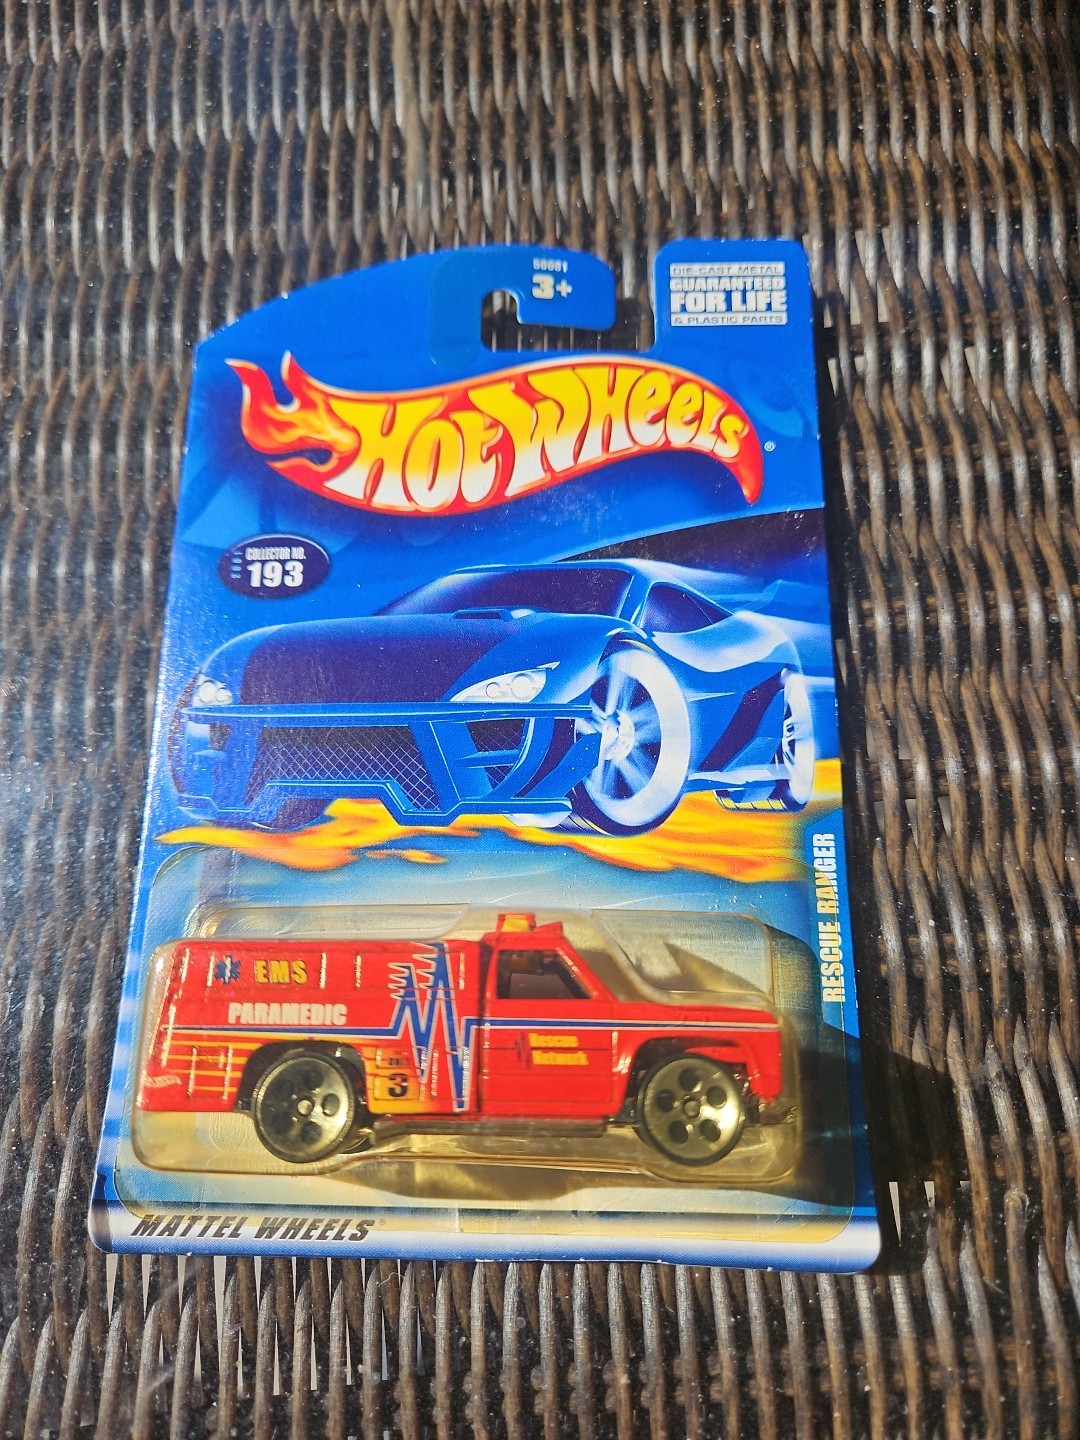 3+
DIE-CAST METAL
GUARANTEED
FOR LIFE
& PLASTIC PARTS
HOT WHEELS®
COLLECTOR NO.
193
RESCUE RANGER
EMS
PARAMEDIC
Rescue
Network
3
MATTEL WHEELS®